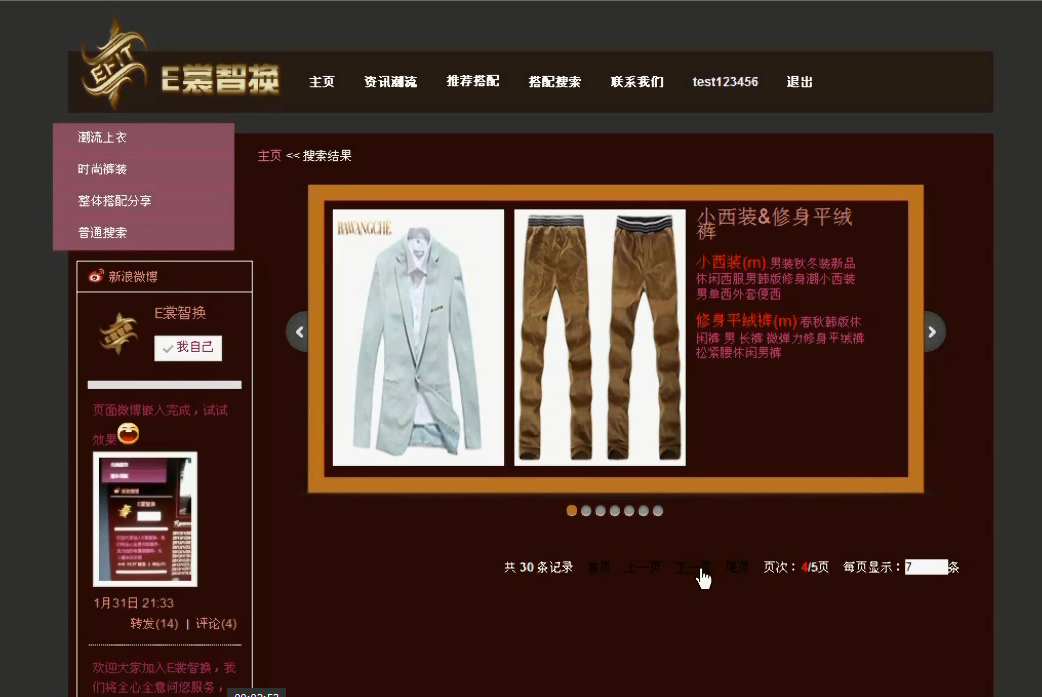 EFIT
E裳智换
主页 资讯潮流 推荐搭配 搭配搜索 联系我们 test123456 退出
潮流上衣
时尚裤装
整体搭配分享
普通搜索
主页 << 搜索结果
新浪微博
E裳智换
我自己
页面微博嵌入完成，试试
效果
1月31日 21:33
转发(14) | 评论(4)
欢迎大家加入E裳智换，我
们将全心全意问您服务，
BAWANGCHE
小西装&修身平绒
裤
小西装(m) 男装秋冬装新品
休闲西服男韩版修身潮小西装
男单西外套便西
修身平绒裤(m) 春秋韩版休
闲裤 男 长裤 微弹力修身平绒裤
松紧腰休闲男裤
共 30 条记录 首页 上一页 下一 尾页 页次：4/5页 每页显示：7 条